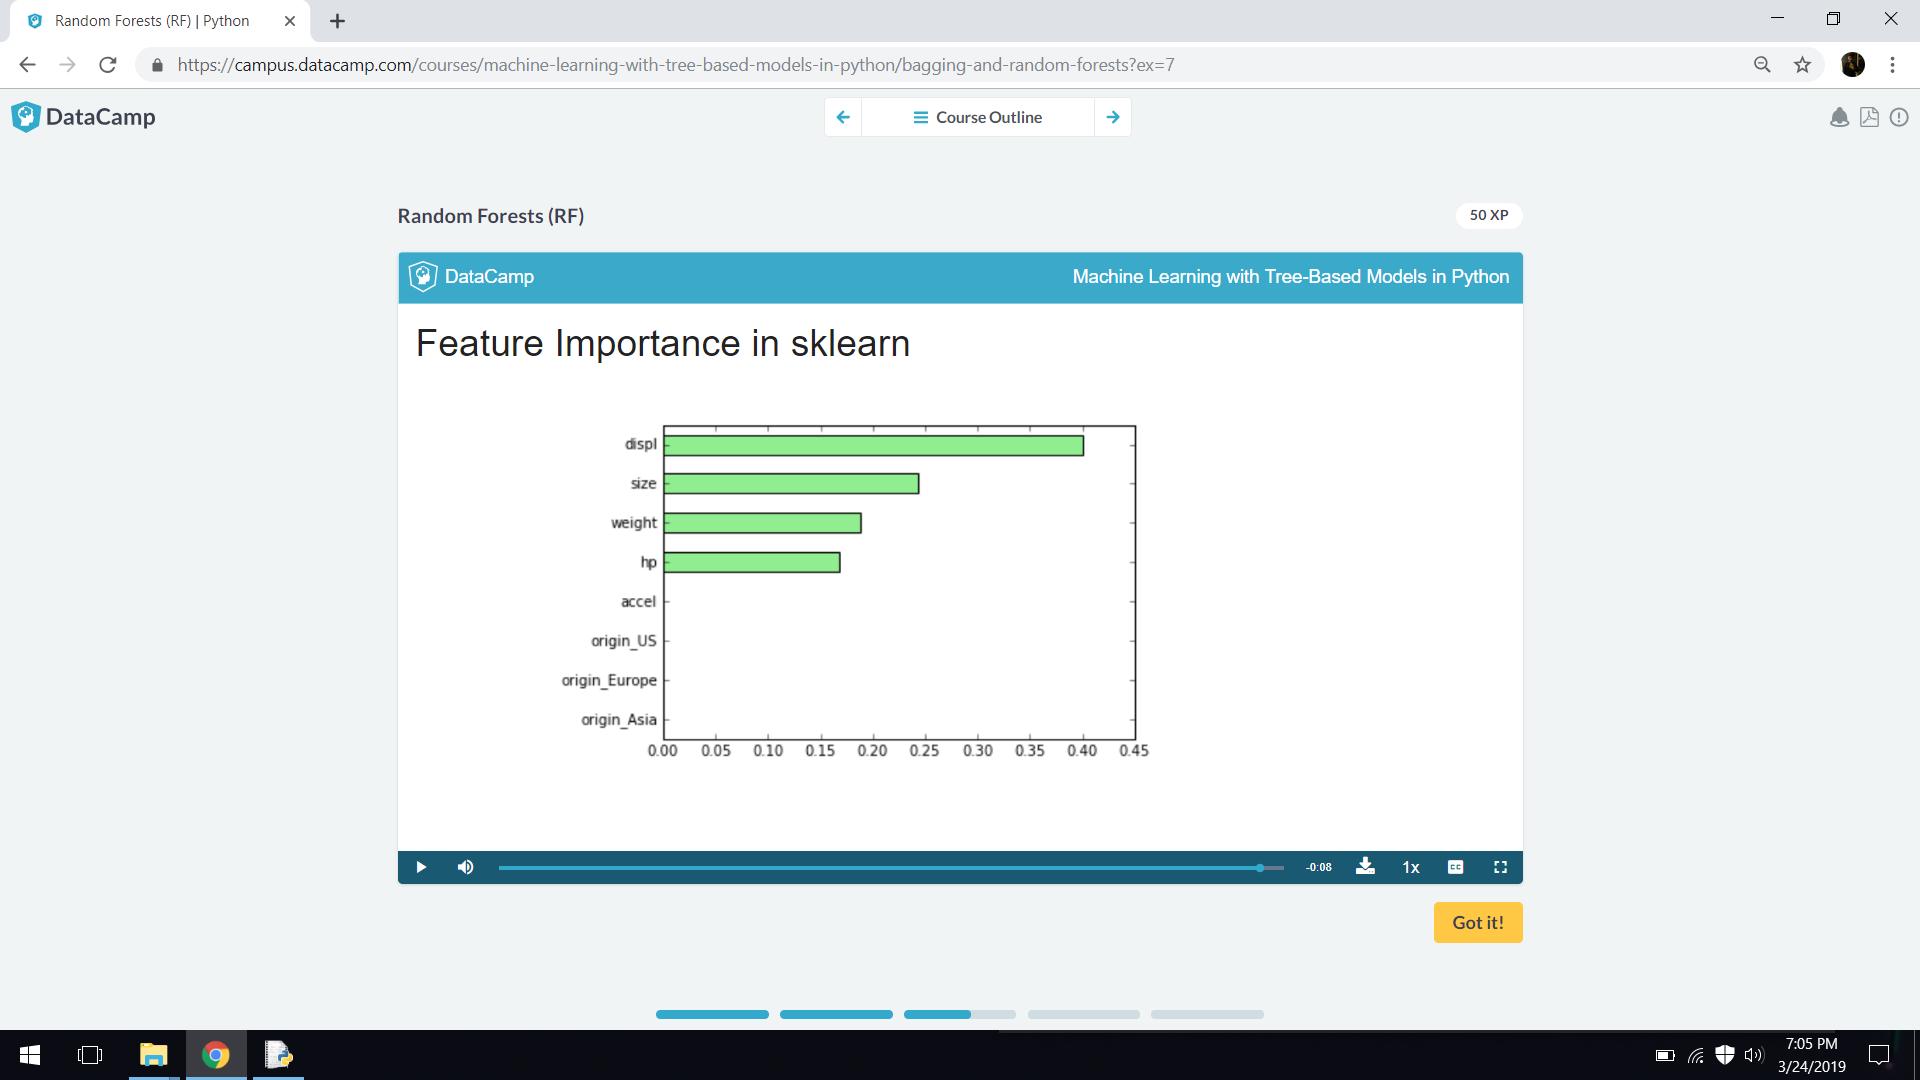 Random Forests (RF) | Python
https://campus.datacamp.com/courses/machine-learning-with-tree-based-models-in-python/bagging-and-random-forests?ex=7
DataCamp
Course Outline
Random Forests (RF)
50 XP
DataCamp
Machine Learning with Tree-Based Models in Python
Feature Importance in sklearn
displ
size
weight
hp
accel
origin_US
origin_Europe
origin_Asia
0.00 0.05 0.10 0.15 0.20 0.25 0.30 0.35 0.40 0.45
-0:08
1x
CC
Got it!
7:05 PM
3/24/2019